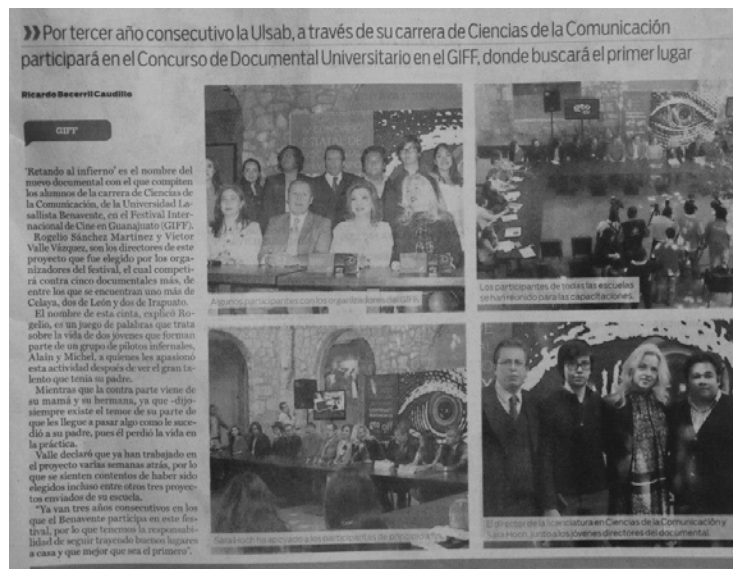 »Por tercer año consecutivo la Ulsab, a través de su carrera de Ciencias de la Comunicación
participará en el Concurso de Documental Universitario en el GIFF, donde buscará el primer lugar
Ricardo Becerril Caudillo
GIFF
'Retando al infierno' es el nombre del
nuevo documental con el que compiten
los alumnos de la carrera de Ciencias de
la Comunicación, de la Universidad La-
sallista Benavente, en el Festival Inter-
nacional de Cine en Guanajuato (GIFF).
Rogelio Sánchez Martínez y Víctor
Valle Vázquez, son los directores de este
proyecto que fue elegido por los orga-
nizadores del festival, el cual competi-
rá contra cinco documentales más, de
entre los que se encuentran uno más de
Celaya, dos de León y dos de Irapuato.
El nombre de esta cinta, explicó Ro-
gelio, es un juego de palabras que trata
sobre la vida de dos jóvenes que forman
parte de un grupo de pilotos infernales,
Alain y Michel, a quienes les apasionó
esta actividad después de ver el gran ta-
lento que tenía su padre.
Mientras que la contra parte viene de
su mamá y su hermana, ya que -dijo-
siempre existe el temor de su parte de
que les llegue a pasar algo como le suce-
dió a su padre, pues él perdió la vida en
la práctica.
Valle declaró que ya han trabajado en
el proyecto varias semanas atrás, por lo
que se sienten contentos de haber sido
elegidos incluso entre otros tres proyec-
tos enviados de su escuela.
"Ya van tres años consecutivos en los
que el Benavente participa en este fes-
tival, por lo que tenemos la responsabi-
lidad de seguir trayendo buenos lugares
a casa y que mejor que sea el primero".
Algunos participantes con los organizadores del GIFF.
Los participantes de todas las escuelas
se han reunido para las capacitaciones.
Sara Hoch ha apoyado a los participantes de principio a fin.
El director de la licenciatura en Ciencias de la Comunicación y
Sara Hoch, junto a los jóvenes directores del documental.